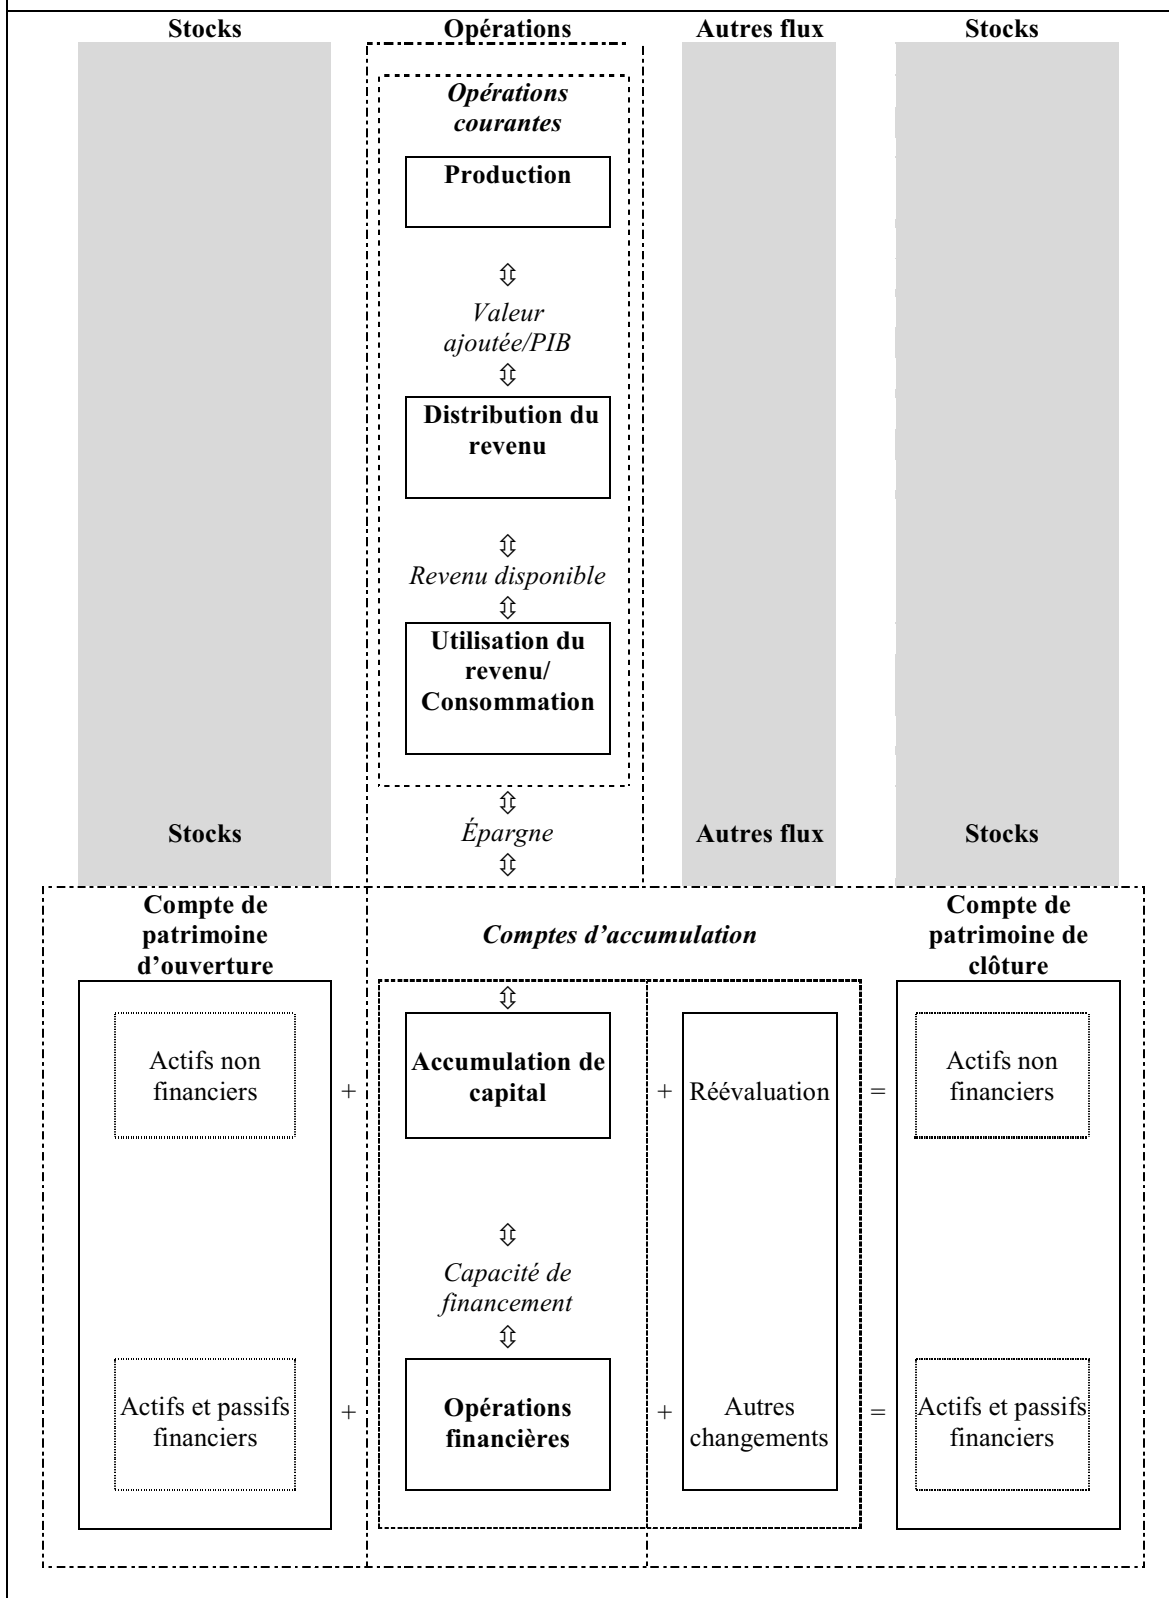 Stocks Opérations Autres flux Stocks
Opérations
courantes
Production
⇳
Valeur
ajoutée/PIB
⇳
Distribution du
revenu
⇳
Revenu disponible
⇳
Utilisation du
revenu/
Consommation
⇳
Stocks Épargne Autres flux Stocks
⇳
Compte de
patrimoine
d’ouverture
Comptes d’accumulation
Compte de
patrimoine de
clôture
⇳
Actifs non
financiers
+
Accumulation de
capital
+
Réévaluation
=
Actifs non
financiers
⇳
Capacité de
financement
⇳
Actifs et passifs
financiers
+
Opérations
financières
+
Autres
changements
=
Actifs et passifs
financiers